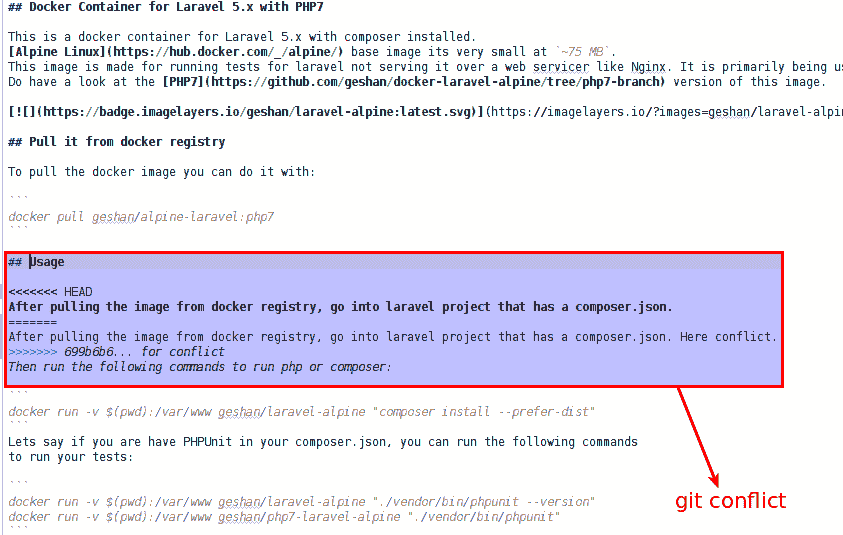 ## Docker Container for Laravel 5.x with PHP7
This is a docker container for Laravel 5.x with composer installed.
[Alpine Linux](https://hub.docker.com/_/alpine/) base image its very small at `~75 MB`.
This image is made for running tests for laravel not serving it over a web servicer like Nginx. It is primarily being us
Do have a look at the [PHP7](https://github.com/geshan/docker-laravel-alpine/tree/php7-branch) version of this image.
[![](https://badge.imagelayers.io/geshan/laravel-alpine:latest.svg)](https://imagelayers.io/?images=geshan/laravel-alpin
## Pull it from docker registry
To pull the docker image you can do it with:
```
docker pull geshan/alpine-laravel:php7
```
## Usage
<<<<<<< HEAD
After pulling the image from docker registry, go into laravel project that has a composer.json.
=======
After pulling the image from docker registry, go into laravel project that has a composer.json. Here conflict.
>>>>>>> 699b6b6... for conflict
Then run the following commands to run php or composer:
```
docker run -v $(pwd):/var/www geshan/laravel-alpine "composer install --prefer-dist"
```
Lets say if you are have PHPUnit in your composer.json, you can run the following commands
to run your tests:
```
docker run -v $(pwd):/var/www geshan/laravel-alpine "./vendor/bin/phpunit --version"
docker run -v $(pwd):/var/www geshan/php7-laravel-alpine "./vendor/bin/phpunit"
```
git conflict